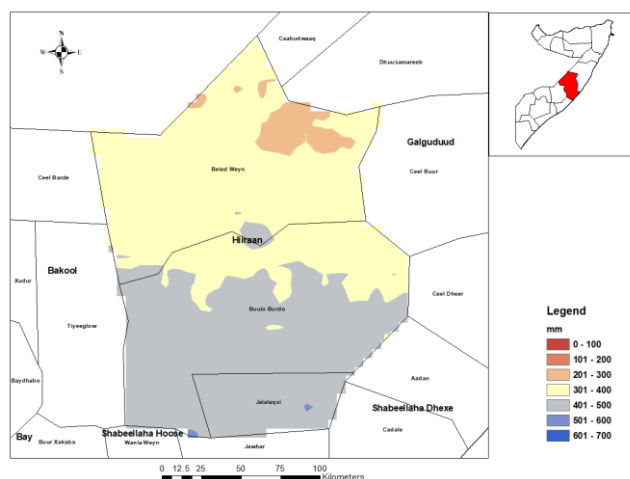 N
W E
S
Caabudwaaq
Dhuusamareeb
Galguduud
Ceel Barde
Beled Weyn
Ceel Buur
Hiiraan
Bakool
Xudur
Tiyeeglow
Buulo Burdo
Ceel Dheer
Baydhabo
Jalalaqsi
Aadan
Shabeellaha Dhexe
Bay
Buur Xakaba
Shabeellaha Hoose
Wanla Weyn
Jawhar
Cadale
Legend
mm
0 - 100
101 - 200
201 - 300
301 - 400
401 - 500
501 - 600
601 - 700
0 12.5 25 50 75 100
Kilometers